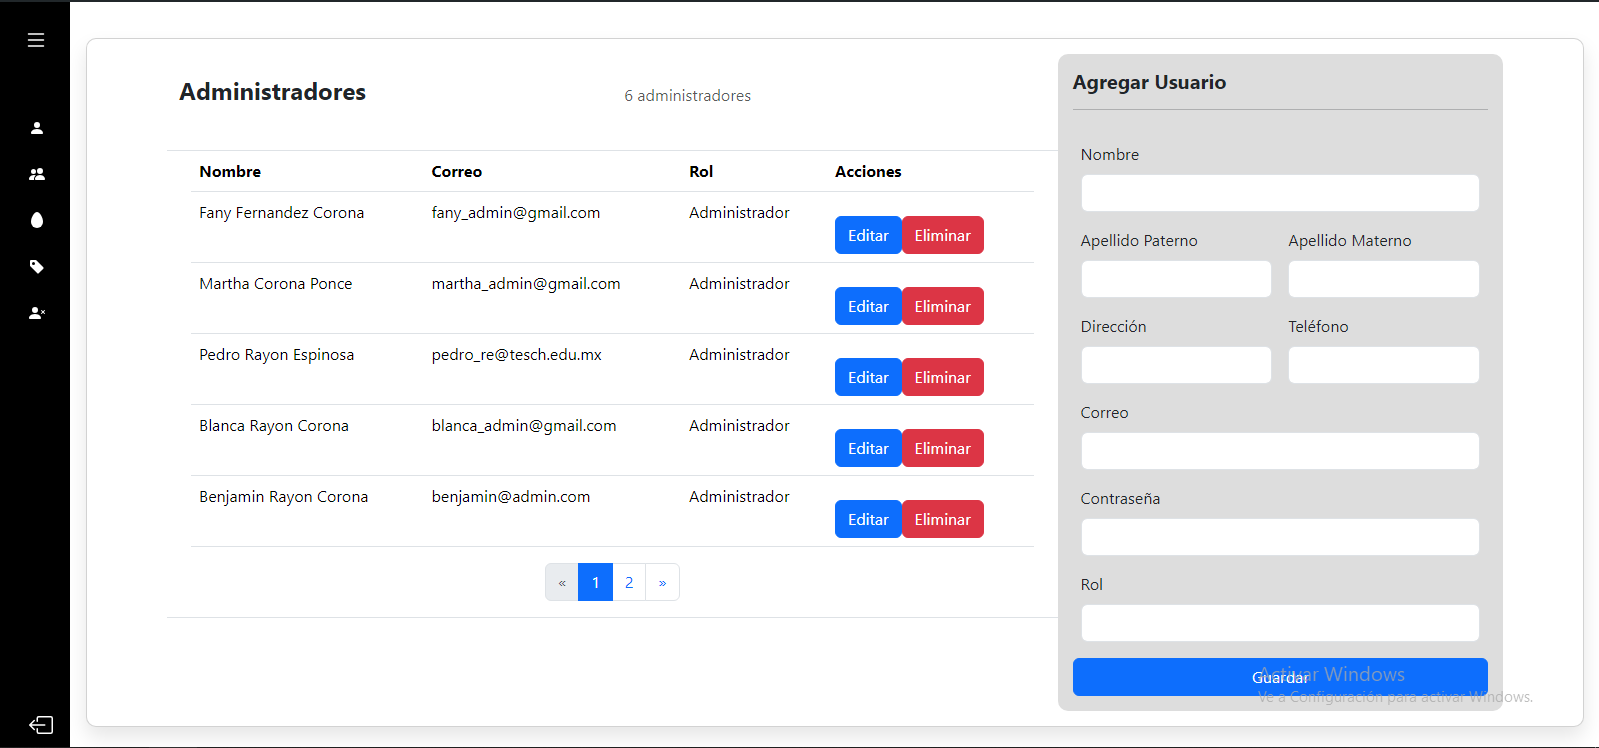 Administradores
6 administradores
Nombre Correo Rol Acciones
Fany Fernandez Corona fany_admin@gmail.com Administrador Editar Eliminar
Martha Corona Ponce martha_admin@gmail.com Administrador Editar Eliminar
Pedro Rayon Espinosa pedro_re@tesch.edu.mx Administrador Editar Eliminar
Blanca Rayon Corona blanca_admin@gmail.com Administrador Editar Eliminar
Benjamin Rayon Corona benjamin@admin.com Administrador Editar Eliminar
« 1 2 »
Agregar Usuario
Nombre
Apellido Paterno Apellido Materno
Dirección Teléfono
Correo
Contraseña
Rol
Guardar
Activar Windows
Ve a Configuración para activar Windows.